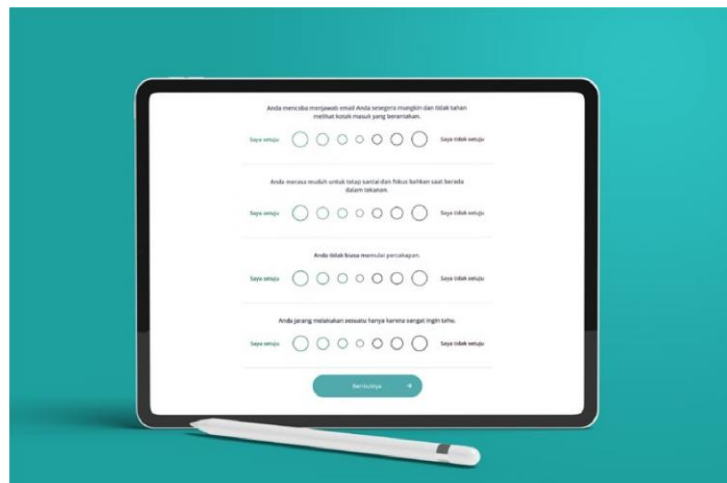 Anda mencoba menjawab email Anda sesegera mungkin dan tidak tahan
melihat kotak masuk yang berantakan.
Saya setuju Saya tidak setuju
Anda merasa mudah untuk tetap santai dan fokus bahkan saat berada
dalam tekanan.
Saya setuju Saya tidak setuju
Anda tidak biasa memulai percakapan.
Saya setuju Saya tidak setuju
Anda jarang melakukan sesuatu hanya karena sangat ingin tahu.
Saya setuju Saya tidak setuju
Berikutnya →